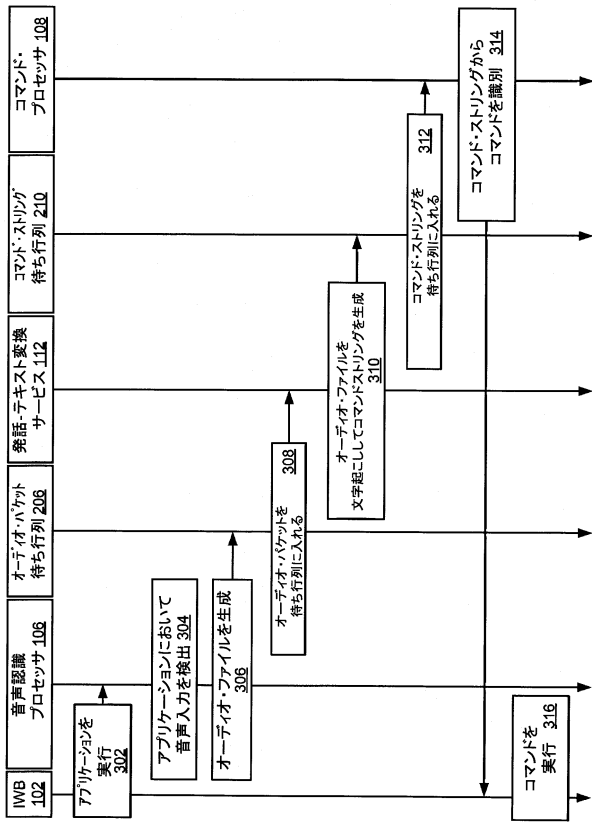 IWB
102
音声認識
プロセッサ 106
オーディオ・パケット
待ち行列 206
発話-テキスト変換
サービス 112
コマンド・ストリング
待ち行列 210
コマンド・
プロセッサ 108
アプリケーションを
実行
302
アプリケーションにおいて
音声入力を検出 304
オーディオ・ファイルを生成
306
オーディオ・パケットを
待ち行列に入れる
308
オーディオ・ファイルを
文字起こししてコマンドストリングを生成
310
コマンド・ストリングを
待ち行列に入れる
312
コマンド・ストリングから
コマンドを識別 314
コマンドを
実行
316